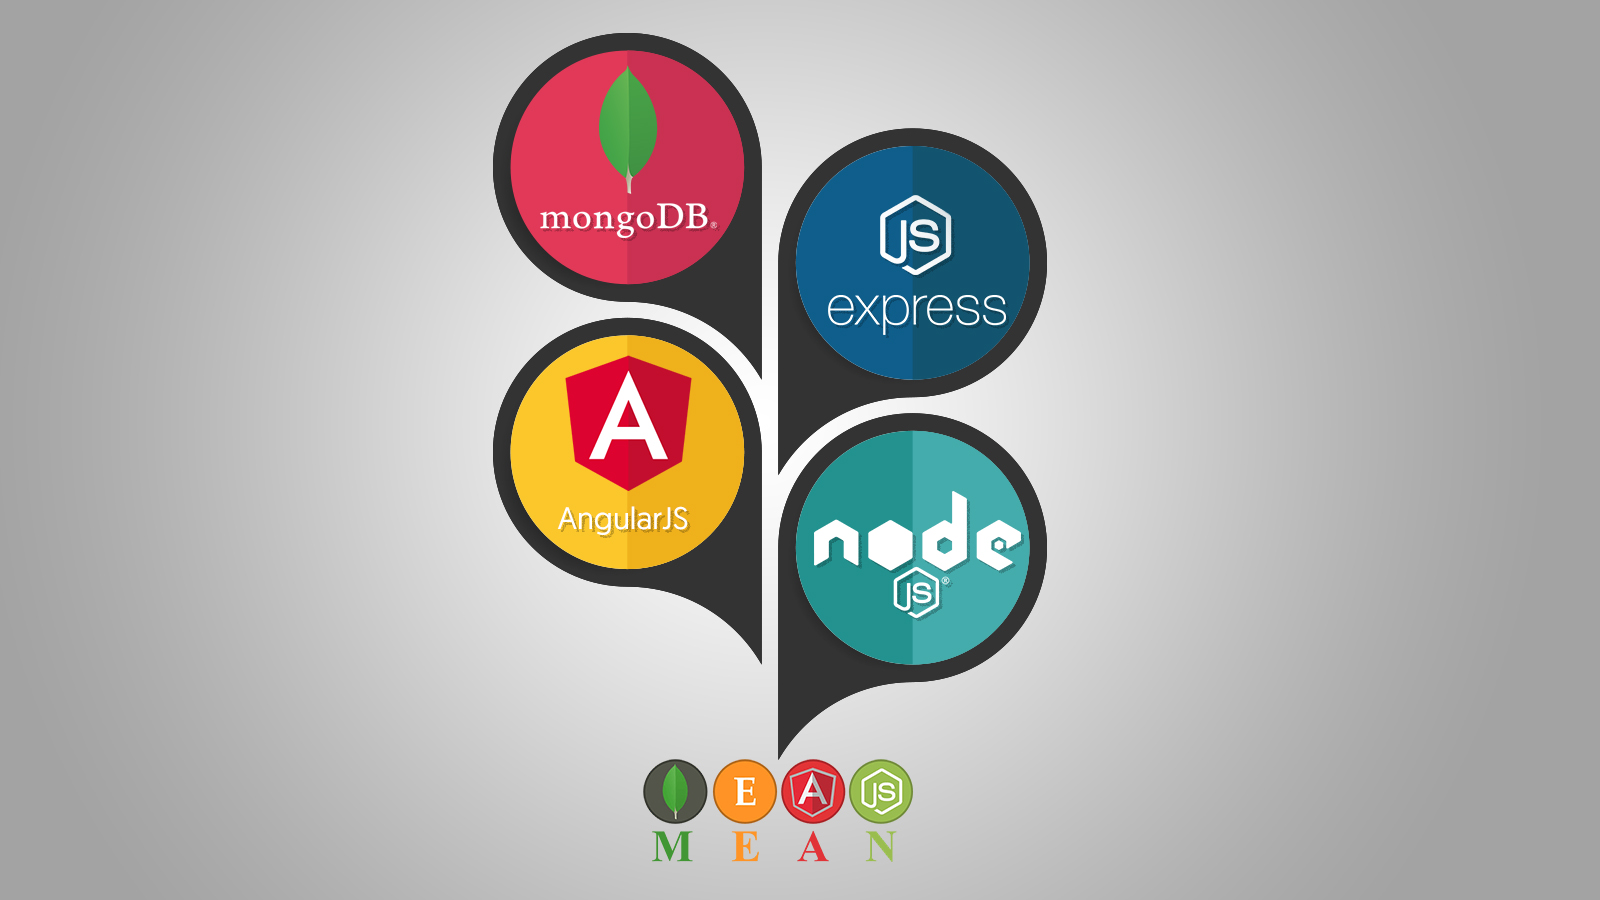 mongoDB®
JS
express
A
AngularJS
node
JS®
E A JS
M E A N